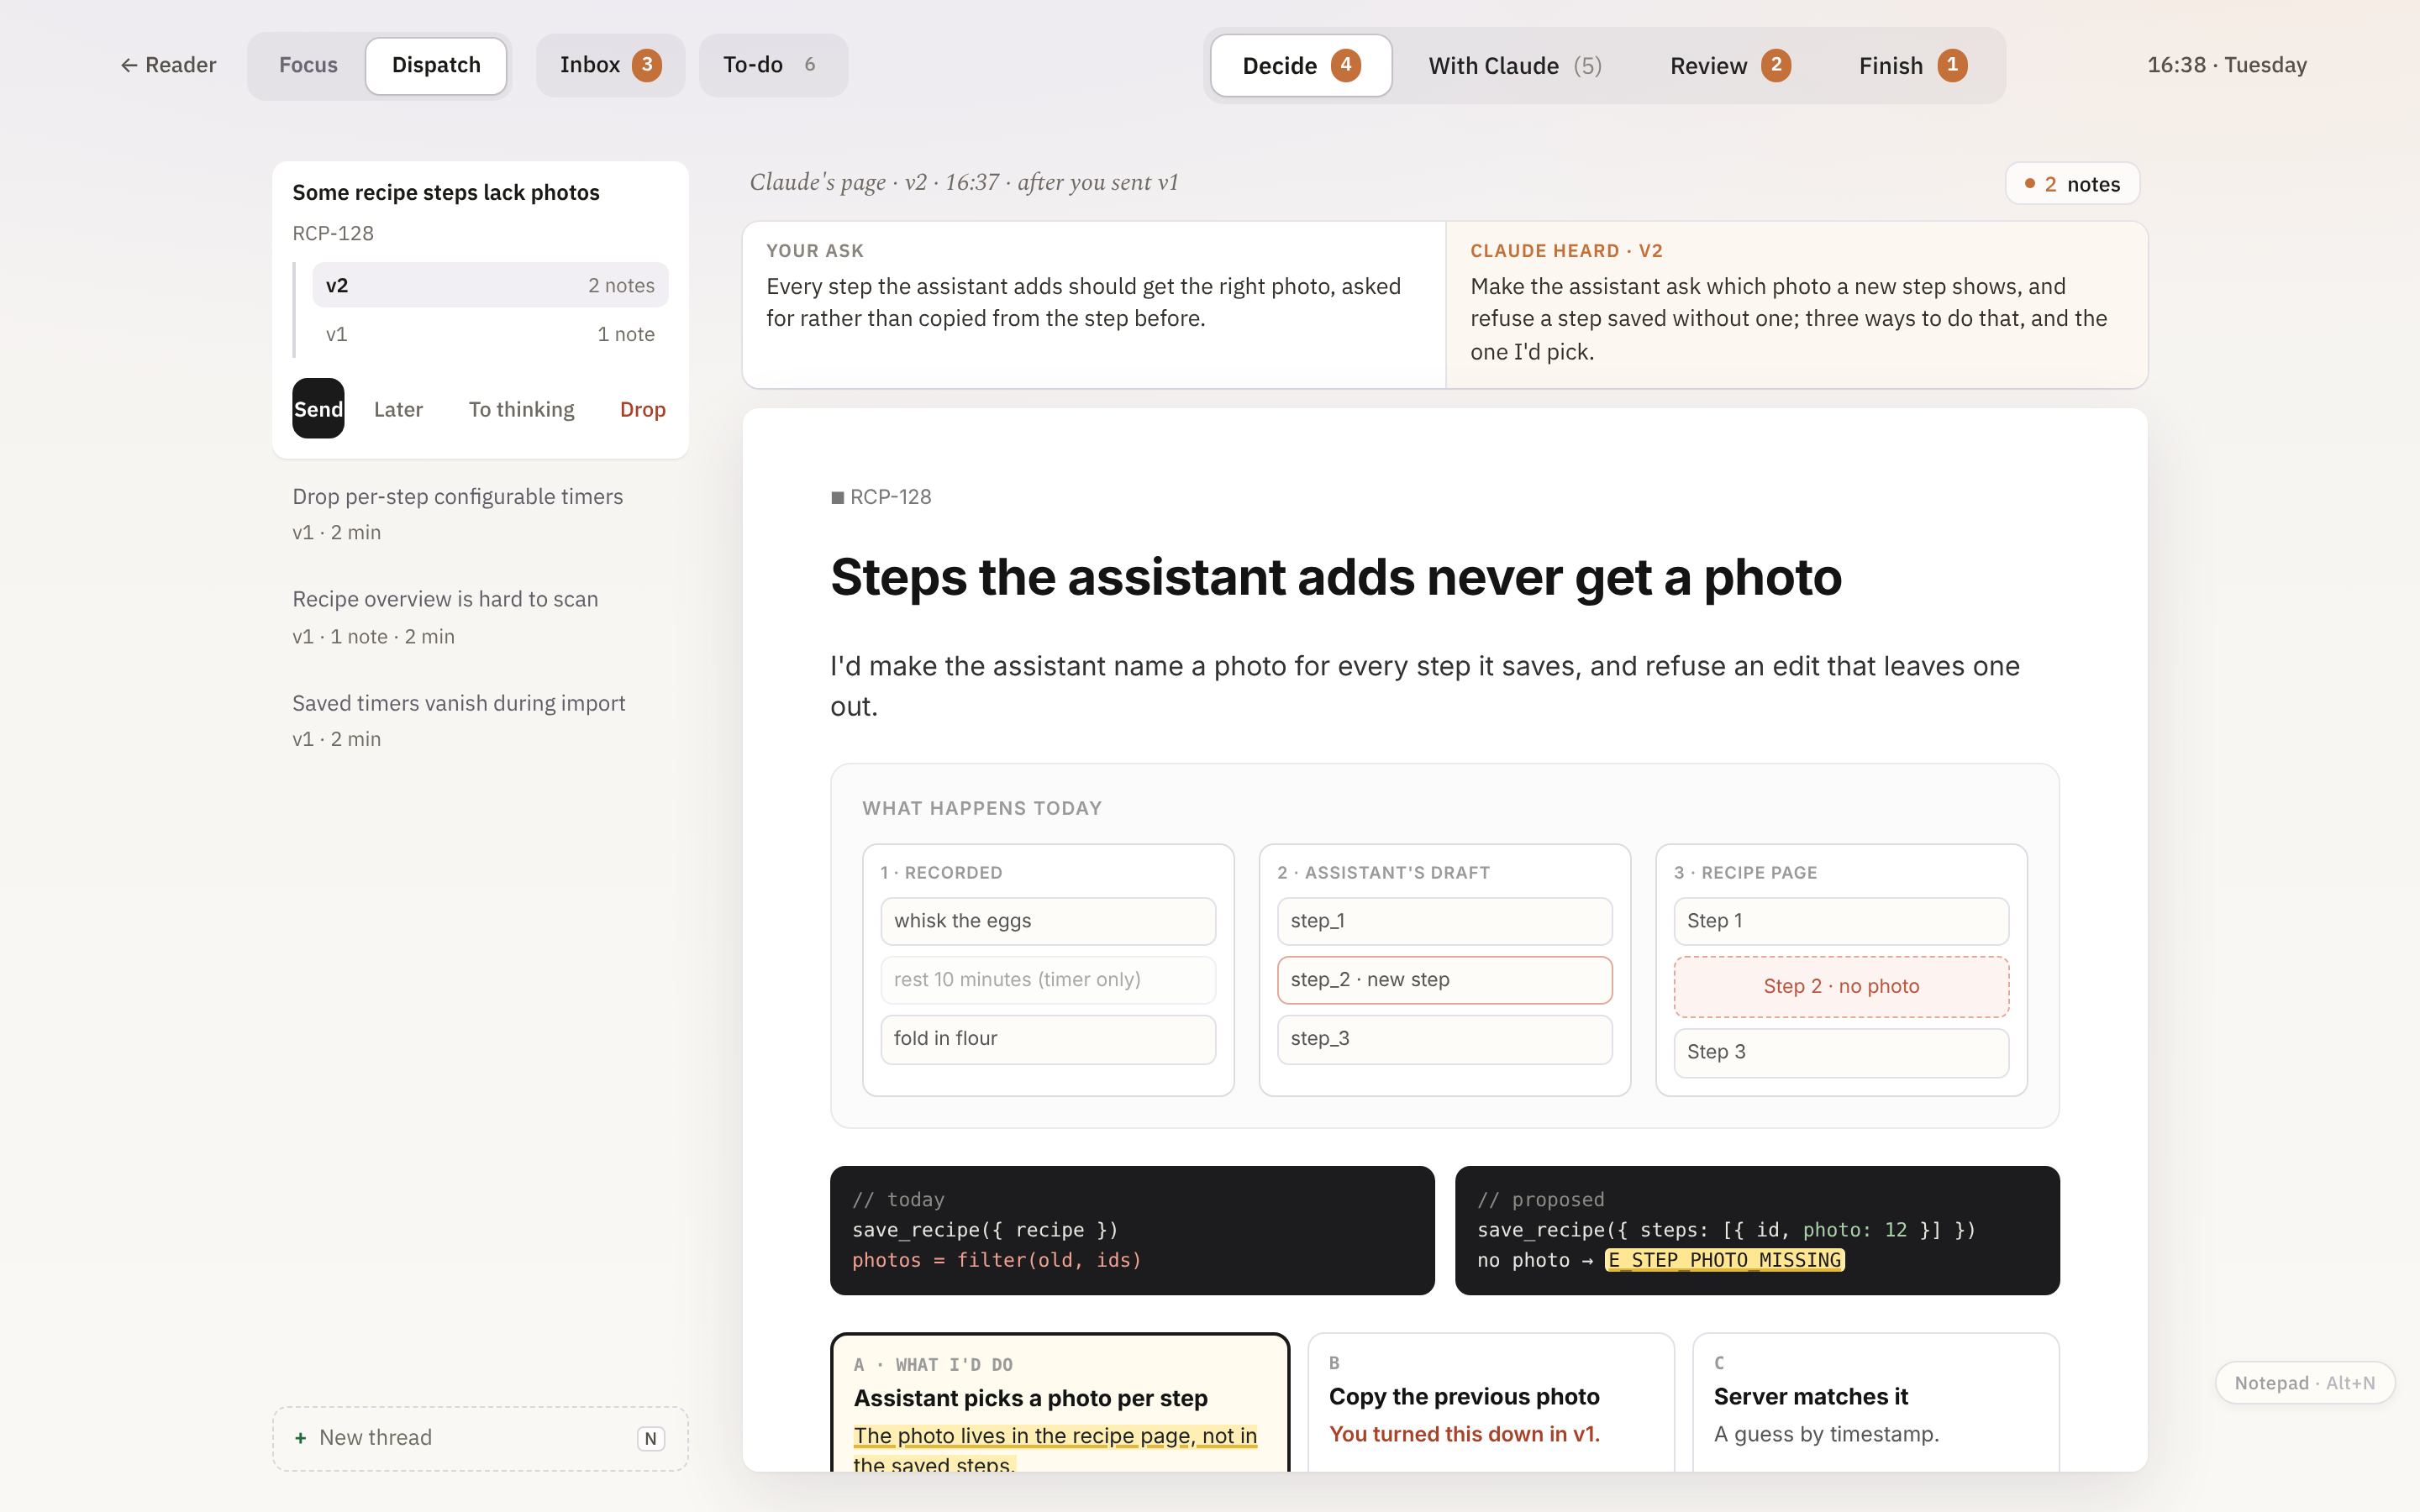 ← Reader
Focus
Dispatch
Inbox 3
To-do 6
Decide 4
With Claude (5)
Review 2
Finish 1
16:38 · Tuesday
Some recipe steps lack photos
RCP-128
v2 2 notes
v1 1 note
Send Later To thinking Drop
Drop per-step configurable timers
v1 · 2 min
Recipe overview is hard to scan
v1 · 1 note · 2 min
Saved timers vanish during import
v1 · 2 min
+ New thread N
Claude's page · v2 · 16:37 · after you sent v1
2 notes
YOUR ASK
Every step the assistant adds should get the right photo, asked
for rather than copied from the step before.
CLAUDE HEARD · V2
Make the assistant ask which photo a new step shows, and
refuse a step saved without one; three ways to do that, and the
one I'd pick.
RCP-128
Steps the assistant adds never get a photo
I'd make the assistant name a photo for every step it saves, and refuse an edit that leaves one
out.
WHAT HAPPENS TODAY
1 · RECORDED
whisk the eggs
rest 10 minutes (timer only)
fold in flour
2 · ASSISTANT'S DRAFT
step_1
step_2 · new step
step_3
3 · RECIPE PAGE
Step 1
Step 2 · no photo
Step 3
// today
save_recipe({ recipe })
photos = filter(old, ids)
// proposed
save_recipe({ steps: [{ id, photo: 12 }] })
no photo → E_STEP_PHOTO_MISSING
A · WHAT I'D DO
Assistant picks a photo per step
The photo lives in the recipe page, not in
the saved steps.
B
Copy the previous photo
You turned this down in v1.
C
Server matches it
A guess by timestamp.
Notepad · Alt+N